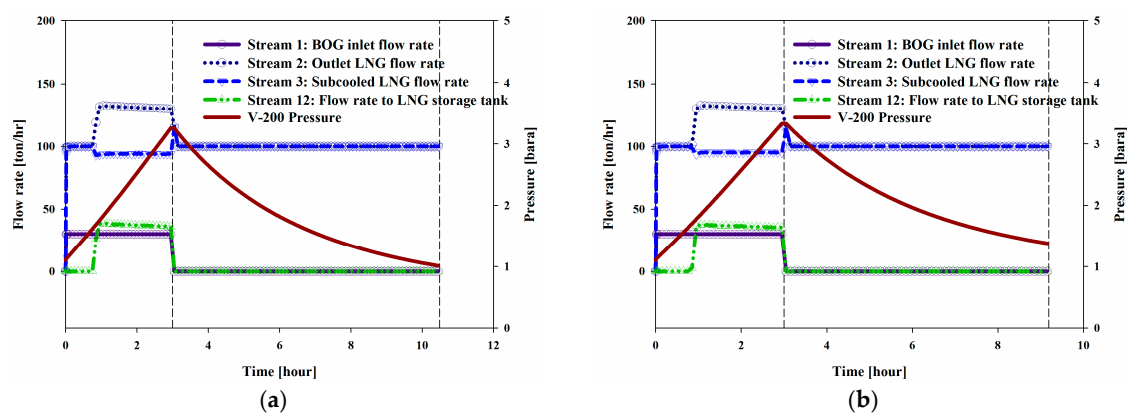 200
150
100
50
0
Flow rate [ton/hr]
Stream 1: BOG inlet flow rate
Stream 2: Outlet LNG flow rate
Stream 3: Subcooled LNG flow rate
Stream 12: Flow rate to LNG storage tank
V-200 Pressure
5
4
3
2
1
0
Pressure [bara]
0 2 4 6 8 10 12
Time [hour]
(a)
200
150
100
50
0
Flow rate [ton/hr]
Stream 1: BOG inlet flow rate
Stream 2: Outlet LNG flow rate
Stream 3: Subcooled LNG flow rate
Stream 12: Flow rate to LNG storage tank
V-200 Pressure
5
4
3
2
1
0
Pressure [bara]
0 2 4 6 8 10
Time [hour]
(b)